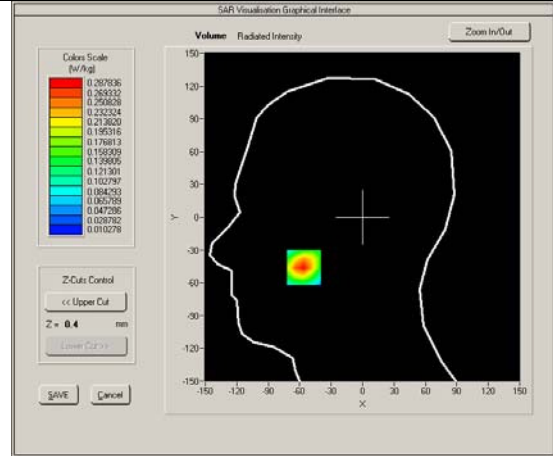 SAR Visualisation Graphical Interface
Volume Radiated Intensity
Zoom In/Out
Colors Scale
(W/kg)
0.287836
0.269332
0.250828
0.232324
0.213820
0.195316
0.176813
0.158309
0.139805
0.121301
0.102797
0.084293
0.065789
0.047286
0.028782
0.010278
150
120
90
60
30
0
-30
-60
-90
-120
-150
Y
-150 -120 -90 -60 -30 0 30 60 90 120 150
X
Z-Cuts Control
<< Upper Cut
Z = 0.4 mm
SAVE Cancel